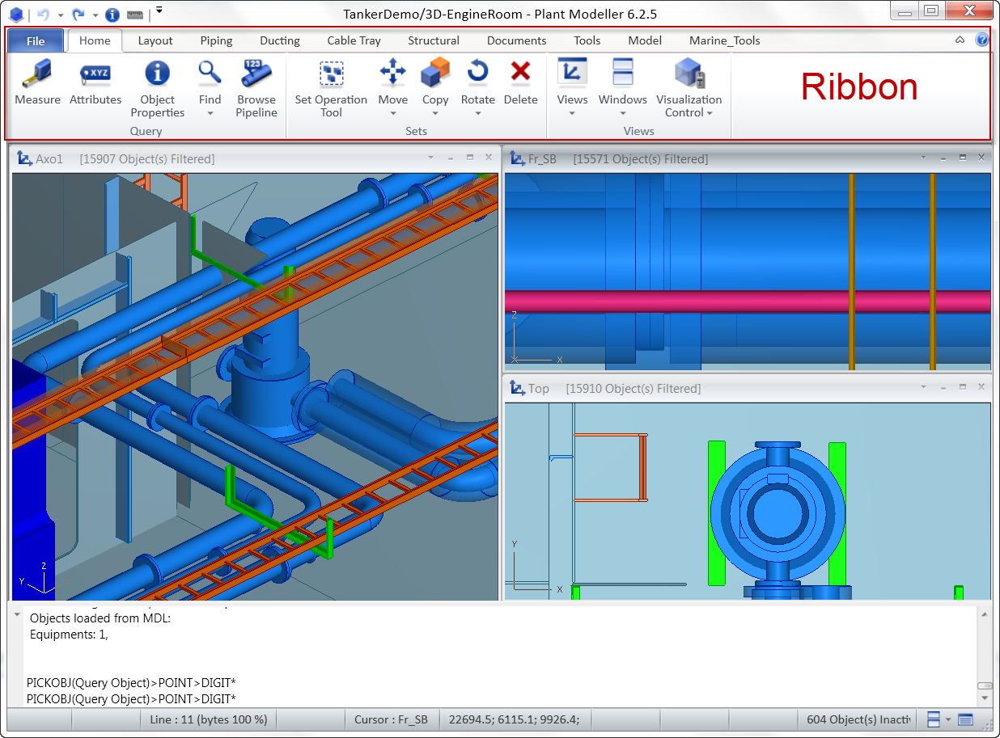 TankerDemo/3D-EngineRoom - Plant Modeller 6.2.5
File Home Layout Piping Ducting Cable Tray Structural Documents Tools Model Marine_Tools
XYZ 123
Measure Attributes Object Properties Find Browse Pipeline Set Operation Tool Move Copy Rotate Delete Views Windows Visualization Control
Ribbon
Query Sets Views
Axo1 [15907 Object(s) Filtered]
Fr_SB [15571 Object(s) Filtered]
Z
X
Top [15910 Object(s) Filtered]
Y
X
Z
Y
Objects loaded from MDL:
Equipments: 1,
PICKOBJ(Query Object)>POINT>DIGIT*
PICKOBJ(Query Object)>POINT>DIGIT*
Line : 11 (bytes 100 %) Cursor : Fr_SB 22694.5; 6115.1; 9926.4; 604 Object(s)